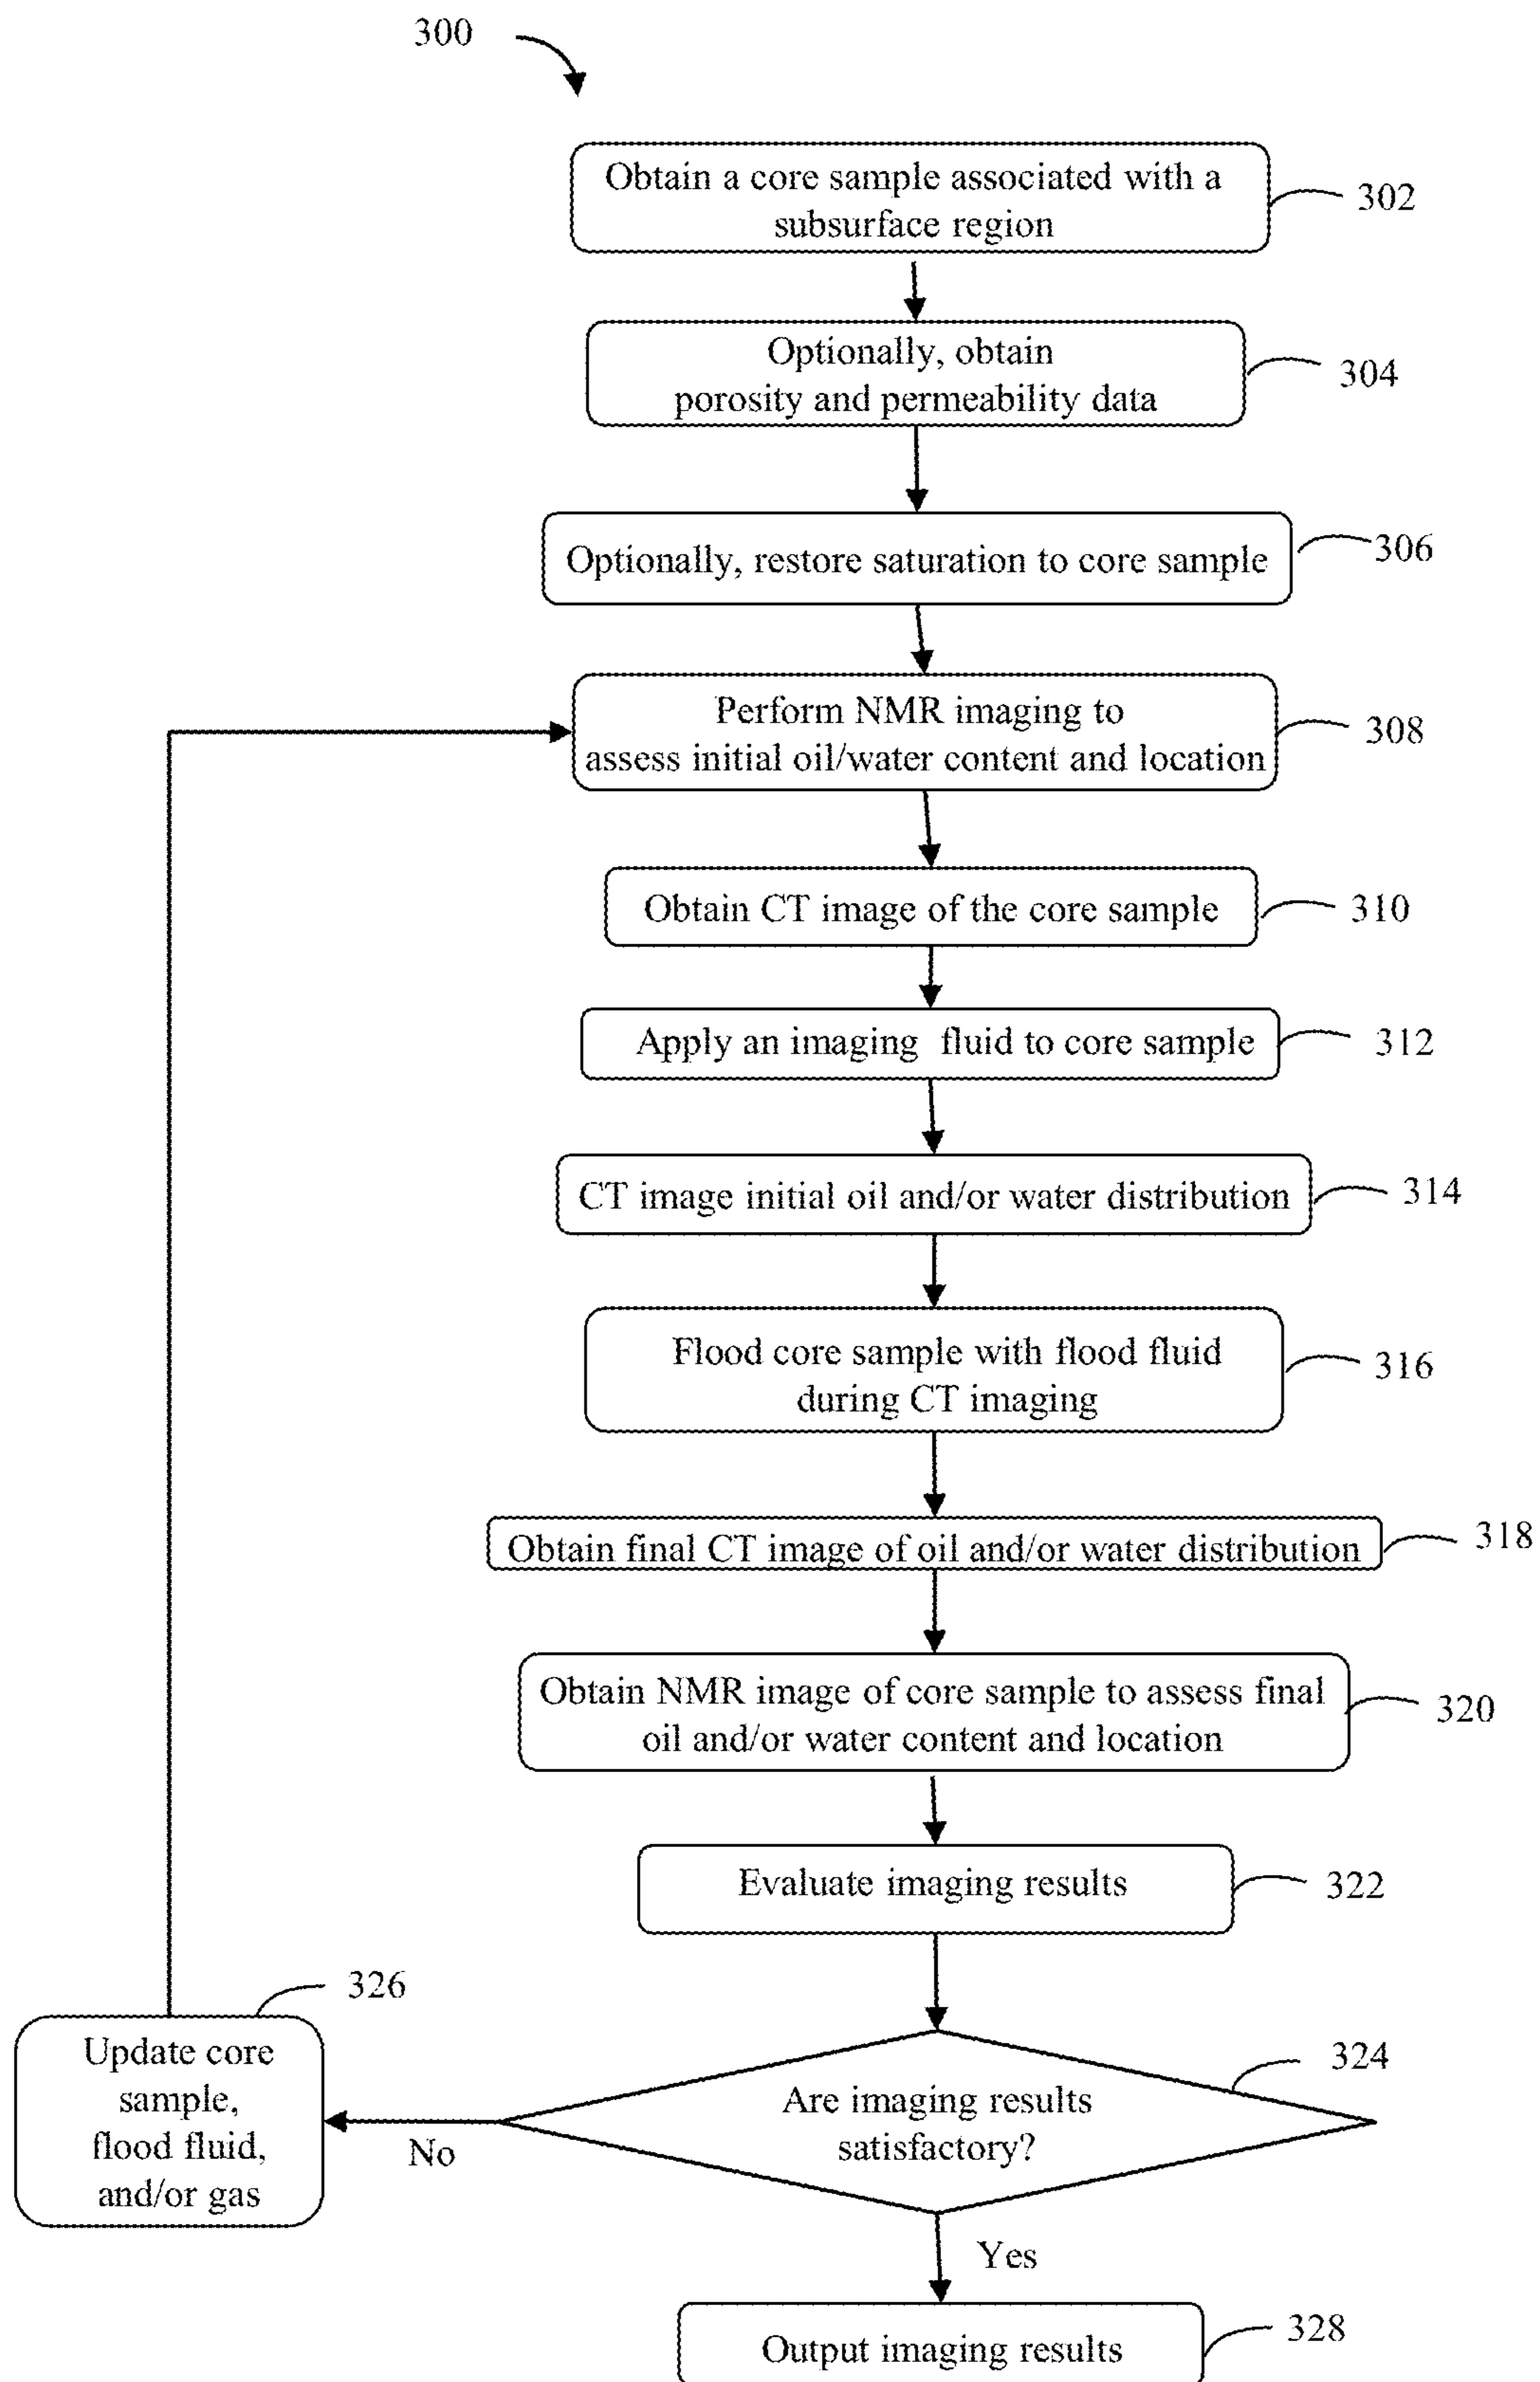 300
Obtain a core sample associated with a
subsurface region
302
Optionally, obtain
porosity and permeability data
304
Optionally, restore saturation to core sample
306
Perform NMR imaging to
assess initial oil/water content and location
308
Obtain CT image of the core sample
310
Apply an imaging fluid to core sample
312
CT image initial oil and/or water distribution
314
Flood core sample with flood fluid
during CT imaging
316
Obtain final CT image of oil and/or water distribution
318
Obtain NMR image of core sample to assess final
oil and/or water content and location
320
Evaluate imaging results
322
326
Update core
sample,
flood fluid,
and/or gas
No
Are imaging results
satisfactory?
324
Yes
Output imaging results
328